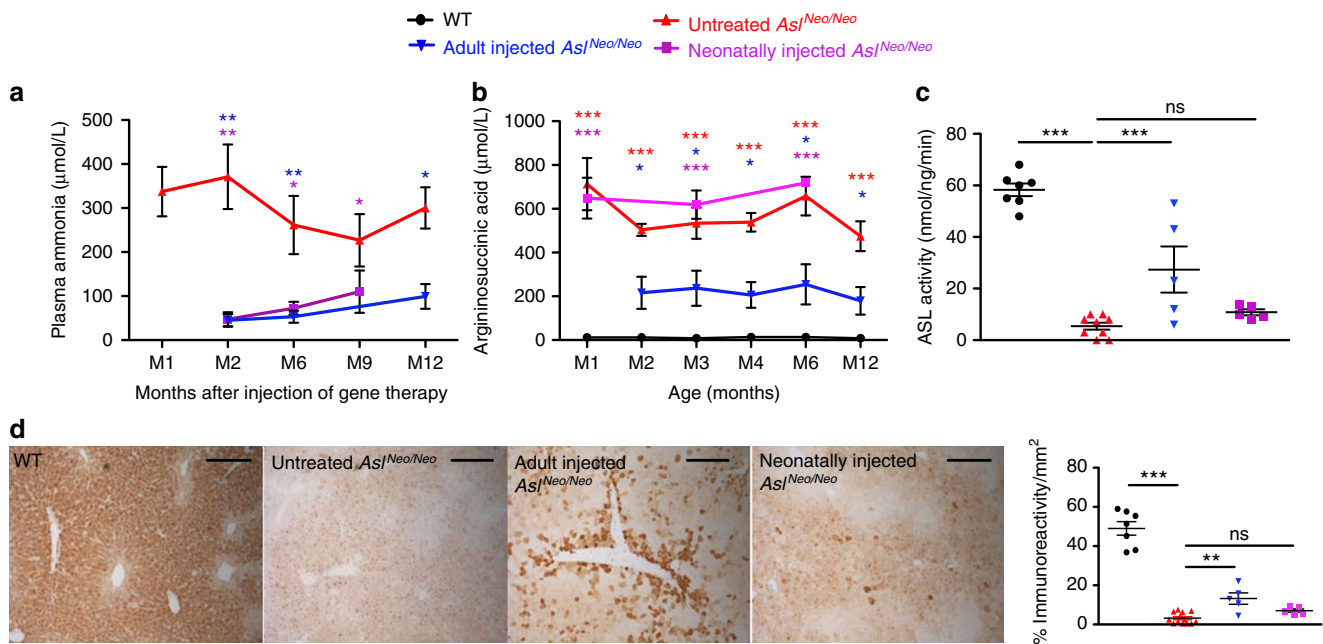 WT
Untreated Asl^Neo/Neo
Adult injected Asl^Neo/Neo
Neonatally injected Asl^Neo/Neo
a
Plasma ammonia (μmol/L)
500
400
300
200
100
0
**
**
**
*
*
*
M1 M2 M6 M9 M12
Months after injection of gene therapy
b
Argininosuccinic acid (μmol/L)
1000
800
600
400
200
0
***
***
***
*
***
*
***
***
*
***
*
***
***
*
M1 M2 M3 M4 M6 M12
Age (months)
c
ASL activity (nmol/ng/min)
80
60
40
20
0
ns
*** ***
d
WT
Untreated Asl^Neo/Neo
Adult injected
Asl^Neo/Neo
Neonatally injected
Asl^Neo/Neo
% Immunoreactivity/mm²
80
60
40
20
0
***
ns
**